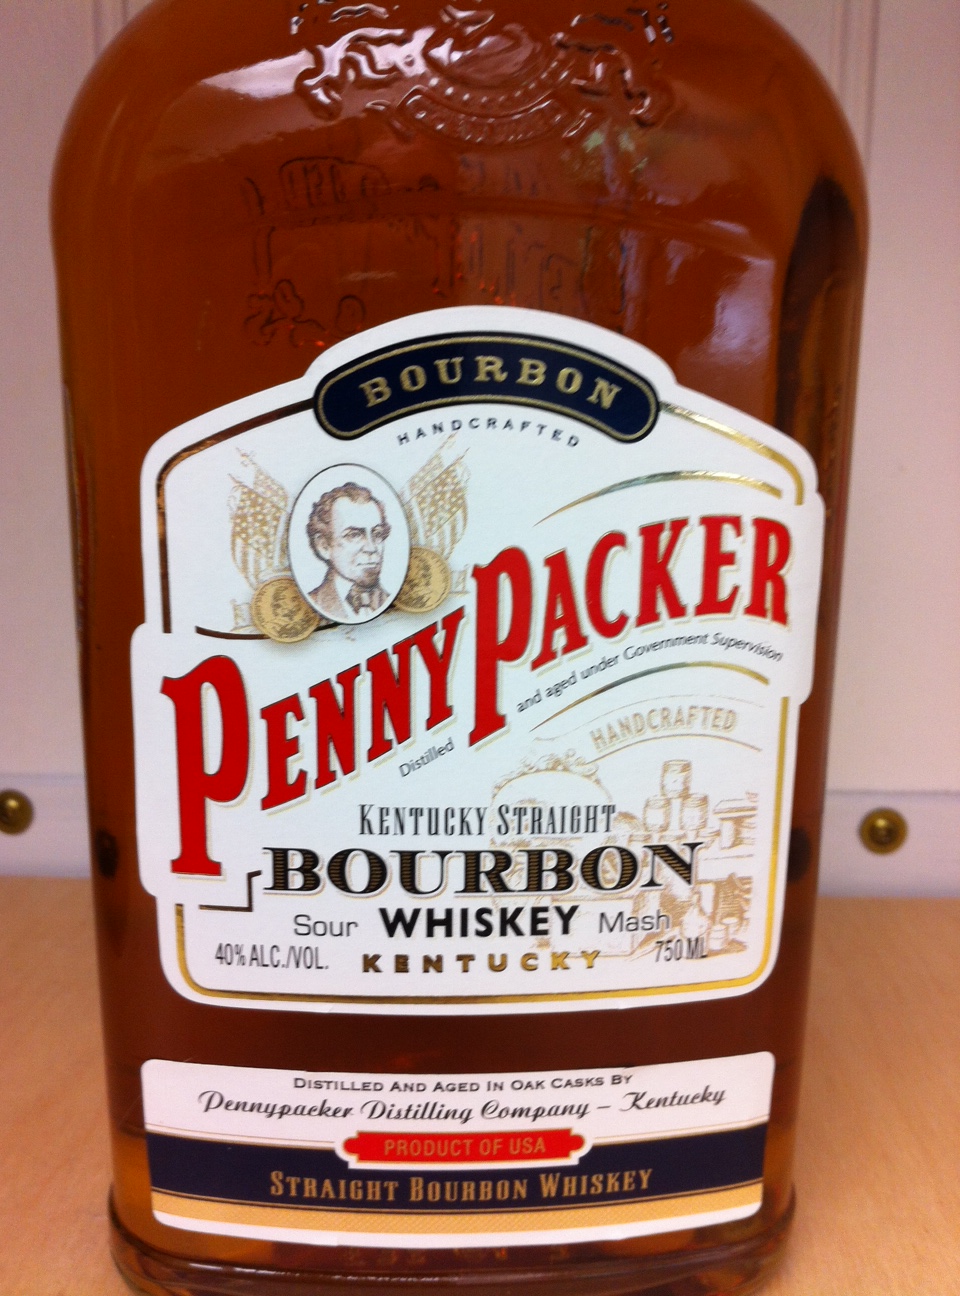 BOURBON
HANDCRAFTED
PENNYPACKER
Distilled and aged under Government Supervision
HANDCRAFTED
KENTUCKY STRAIGHT
BOURBON
Sour WHISKEY Mash
40% ALC./VOL. KENTUCKY 750 ML
DISTILLED AND AGED IN OAK CASKS BY
Pennypacker Distilling Company – Kentucky
PRODUCT OF USA
STRAIGHT BOURBON WHISKEY